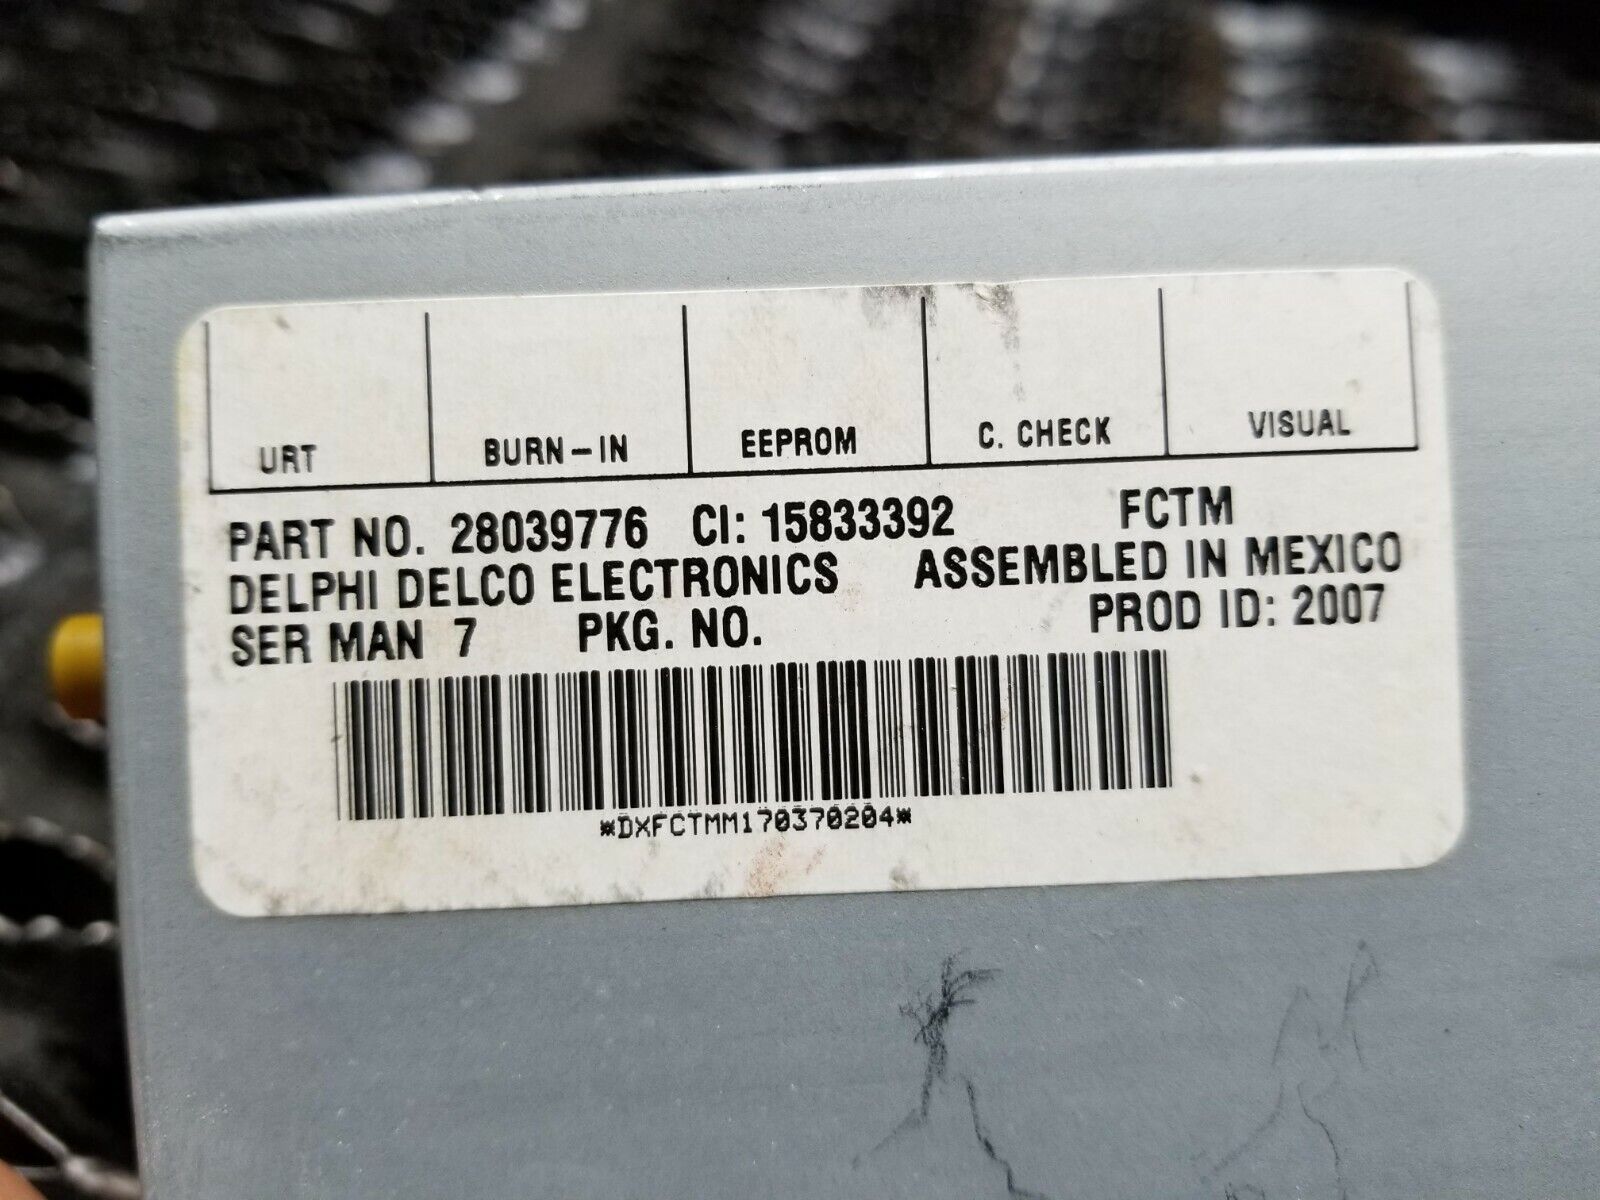 URT BURN-IN EEPROM C. CHECK VISUAL
PART NO. 28039776 CI: 15833392 FCTM
DELPHI DELCO ELECTRONICS ASSEMBLED IN MEXICO
SER MAN 7 PKG. NO. PROD ID: 2007
*DXFCTMM170370204*